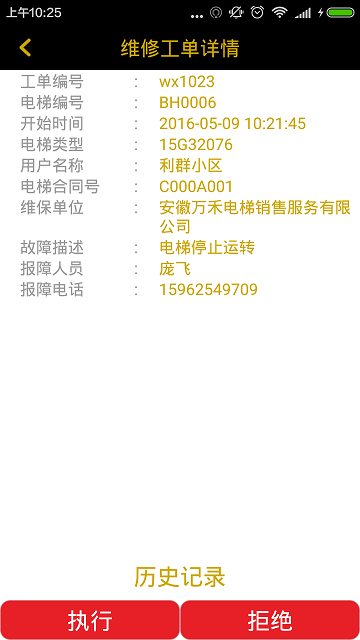 上午10:25
维修工单详情
工单编号 : wx1023
电梯编号 : BH0006
开始时间 : 2016-05-09 10:21:45
电梯类型 : 15G32076
用户名称 : 利群小区
电梯合同号 : C000A001
维保单位 : 安徽万禾电梯销售服务有限
公司
故障描述 : 电梯停止运转
报障人员 : 庞飞
报障电话 : 15962549709
历史记录
执行
拒绝